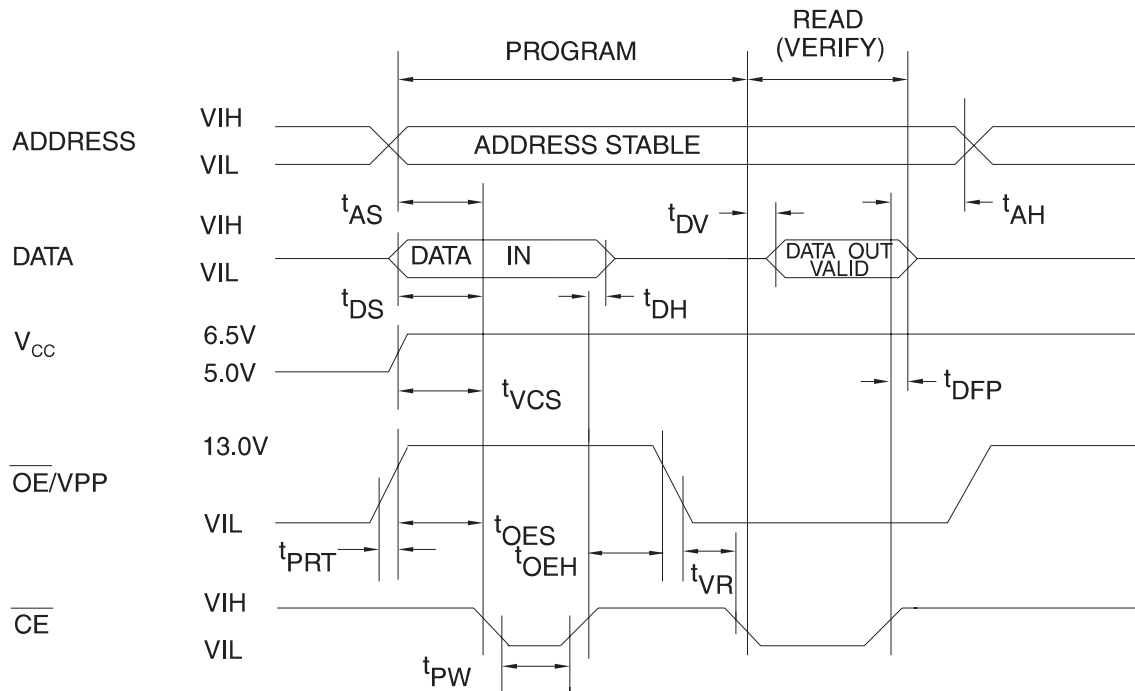 READ
(VERIFY)
PROGRAM
ADDRESS
VIH
VIL
ADDRESS STABLE
tAS
tDV
tAH
DATA
VIH
VIL
DATA IN
DATA OUT
VALID
tDS
tDH
VCC
6.5V
5.0V
tVCS
tDFP
OE/VPP
13.0V
VIL
tPRT
tOES
tOEH
tVR
CE
VIH
VIL
tPW